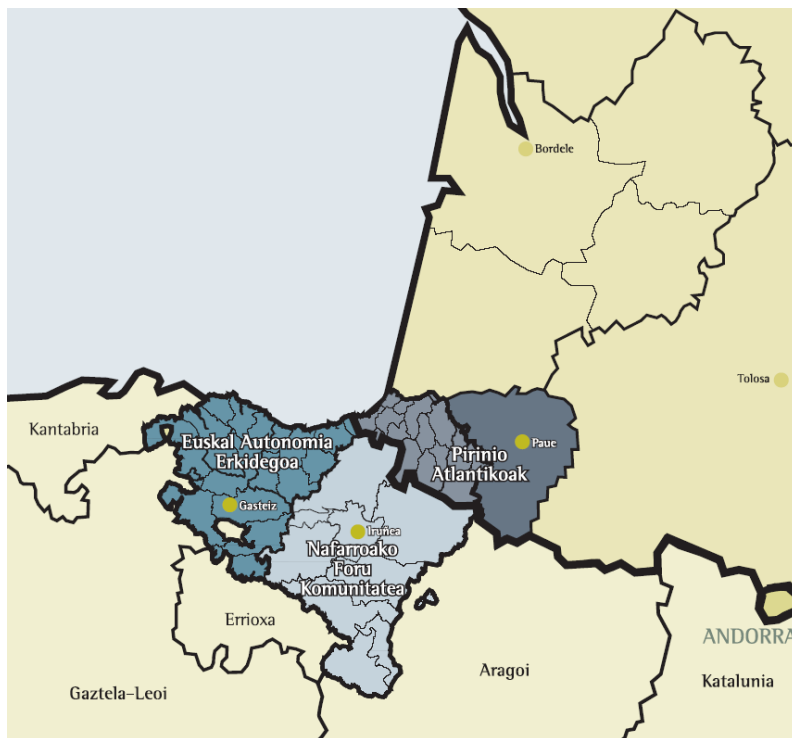 Bordele
Tolosa
Kantabria
Euskal Autonomia
Erkidegoa
Paue
Pirinio
Atlantikoak
Gasteiz
Iruñea
Nafarroako
Foru
Komunitatea
Errioxa
ANDORRA
Aragoi
Katalunia
Gaztela-Leoi